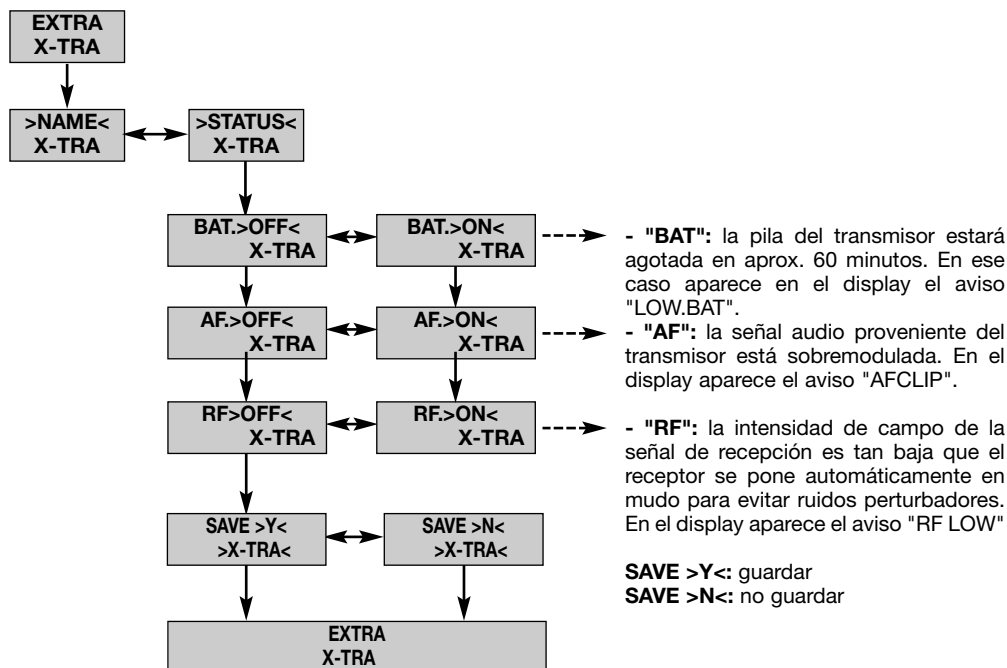 EXTRA
X-TRA
>NAME<
X-TRA
>STATUS<
X-TRA
BAT.>OFF<
X-TRA
BAT.>ON<
X-TRA
- "BAT": la pila del transmisor estará
agotada en aprox. 60 minutos. En ese
caso aparece en el display el aviso
"LOW.BAT".
AF.>OFF<
X-TRA
AF.>ON<
X-TRA
- "AF": la señal audio proveniente del
transmisor está sobremodulada. En el
display aparece el aviso "AFCLIP".
RF>OFF<
X-TRA
RF.>ON<
X-TRA
- "RF": la intensidad de campo de la
señal de recepción es tan baja que el
receptor se pone automáticamente en
mudo para evitar ruidos perturbadores.
En el display aparece el aviso "RF LOW"
SAVE >Y<
>X-TRA<
SAVE >N<
>X-TRA<
SAVE >Y<: guardar
SAVE >N<: no guardar
EXTRA
X-TRA